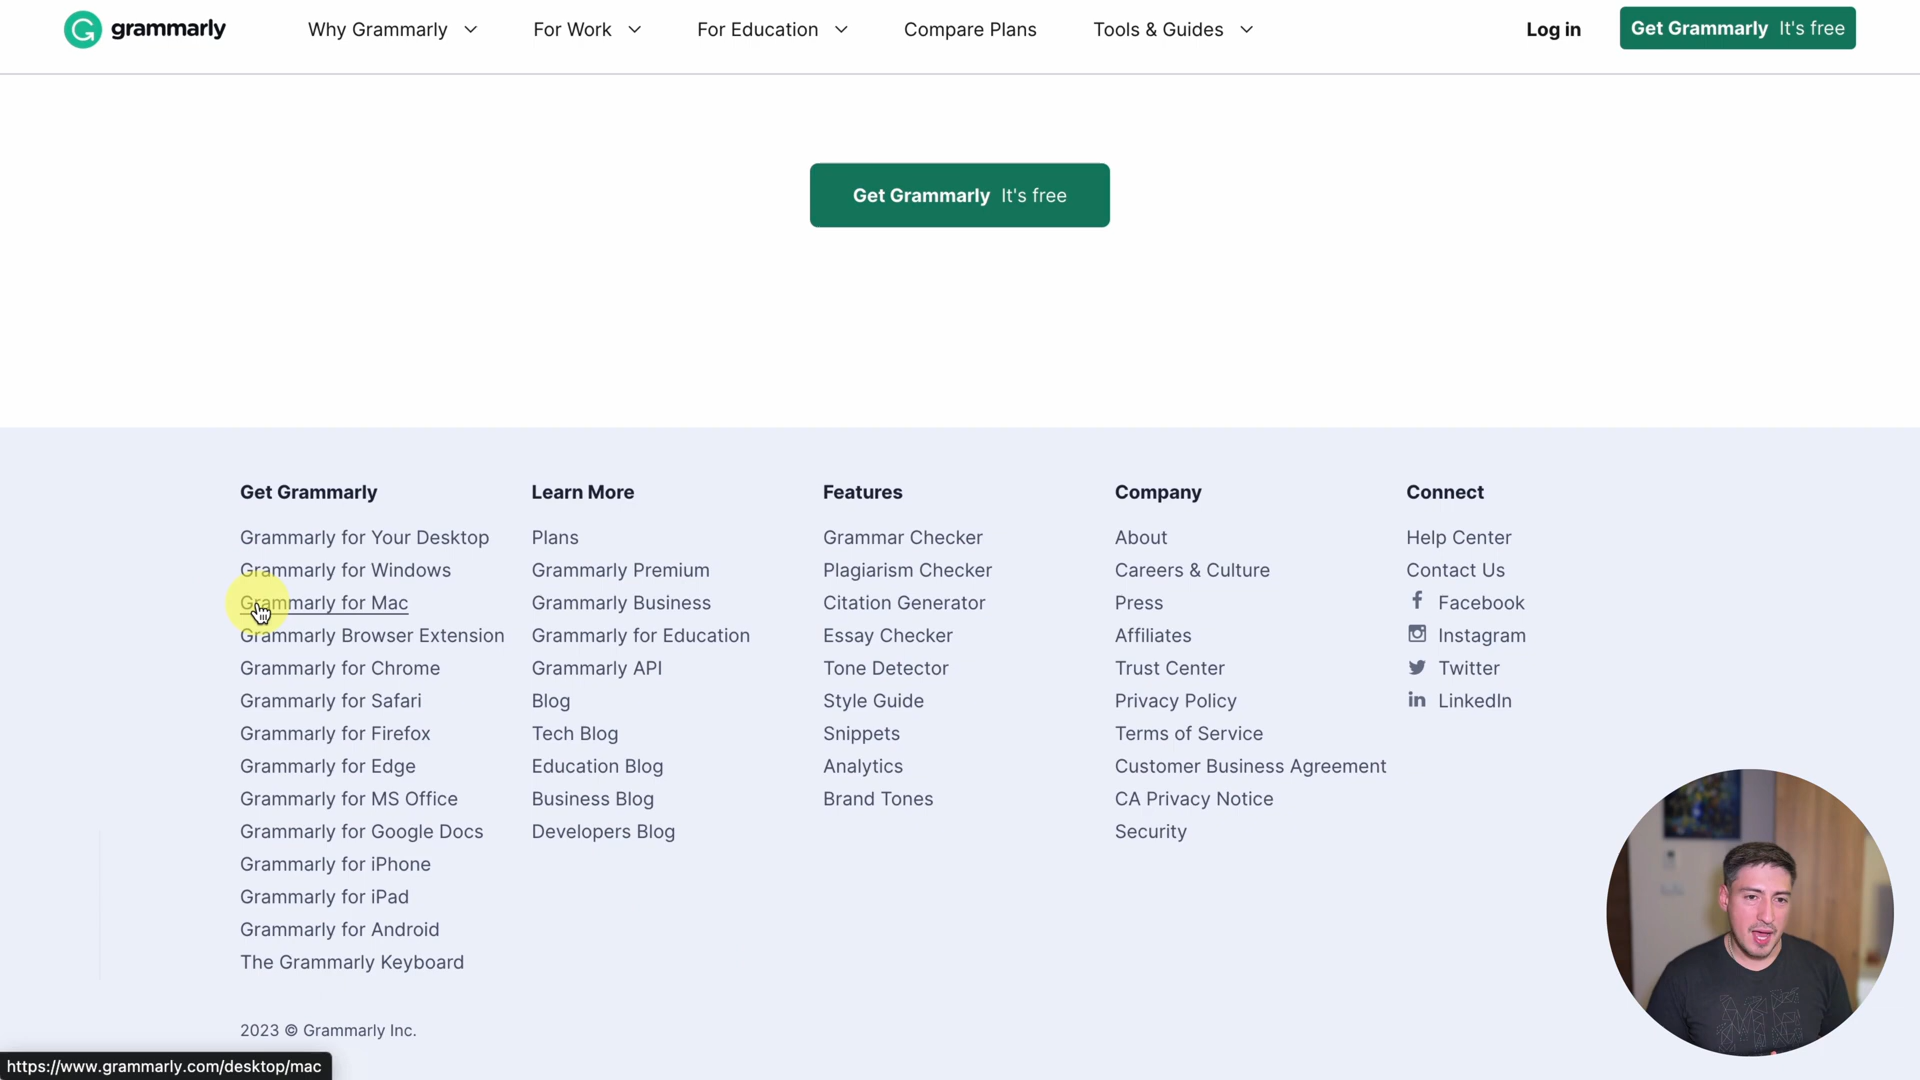 grammarly
Why Grammarly
For Work
For Education
Compare Plans
Tools & Guides
Log in
Get Grammarly It's free
Get Grammarly It's free
Get Grammarly
Grammarly for Your Desktop
Grammarly for Windows
Grammarly for Mac
Grammarly Browser Extension
Grammarly for Chrome
Grammarly for Safari
Grammarly for Firefox
Grammarly for Edge
Grammarly for MS Office
Grammarly for Google Docs
Grammarly for iPhone
Grammarly for iPad
Grammarly for Android
The Grammarly Keyboard
Learn More
Plans
Grammarly Premium
Grammarly Business
Grammarly for Education
Grammarly API
Blog
Tech Blog
Education Blog
Business Blog
Developers Blog
Features
Grammar Checker
Plagiarism Checker
Citation Generator
Essay Checker
Tone Detector
Style Guide
Snippets
Analytics
Brand Tones
Company
About
Careers & Culture
Press
Affiliates
Trust Center
Privacy Policy
Terms of Service
Customer Business Agreement
CA Privacy Notice
Security
Connect
Help Center
Contact Us
Facebook
Instagram
Twitter
LinkedIn
2023 © Grammarly Inc.
https://www.grammarly.com/desktop/mac